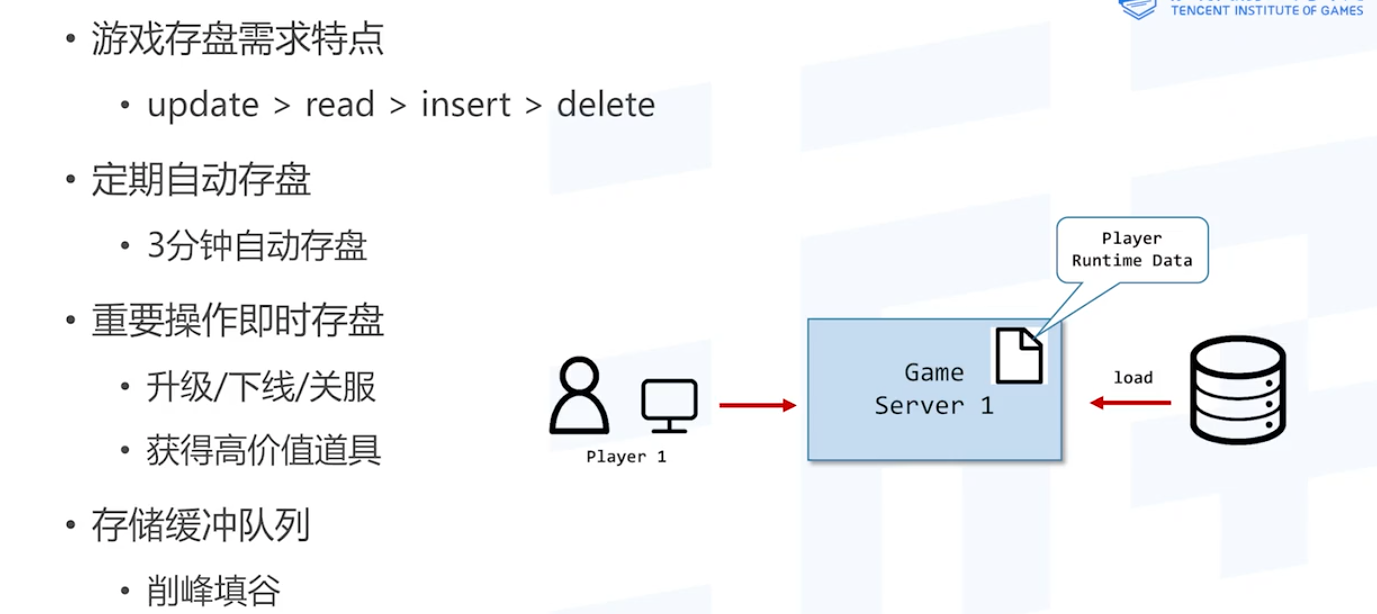 TENCENT INSTITUTE OF GAMES
• 游戏存盘需求特点
• update > read > insert > delete
• 定期自动存盘
• 3分钟自动存盘
• 重要操作即时存盘
• 升级/下线/关服
• 获得高价值道具
• 存储缓冲队列
• 削峰填谷
Player
Runtime Data
Game
Server 1
load
Player 1